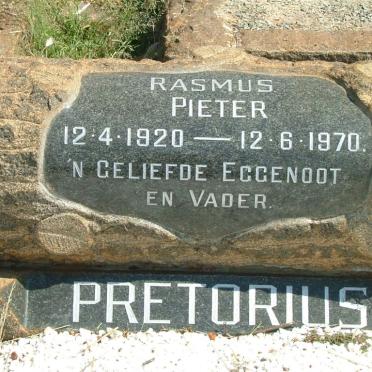 RASMUS
PIETER
12·4·1920 — 12·6·1970.
'N GELIEFDE EGGENOOT
EN VADER.
PRETORIUS